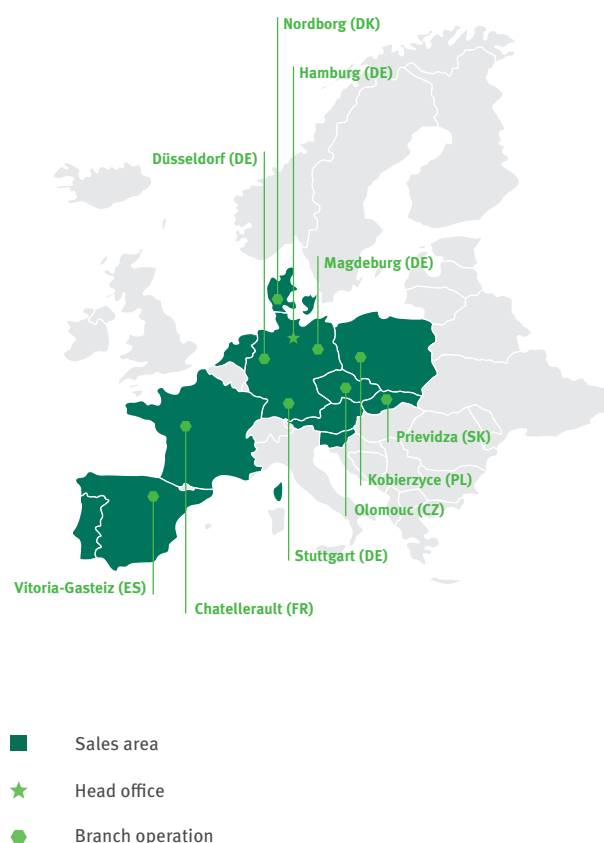 Nordborg (DK)
Hamburg (DE)
Düsseldorf (DE)
Magdeburg (DE)
Prievidza (SK)
Kobierzyce (PL)
Olomouc (CZ)
Stuttgart (DE)
Vitoria-Gasteiz (ES)
Chatellerault (FR)
Sales area
Head office
Branch operation